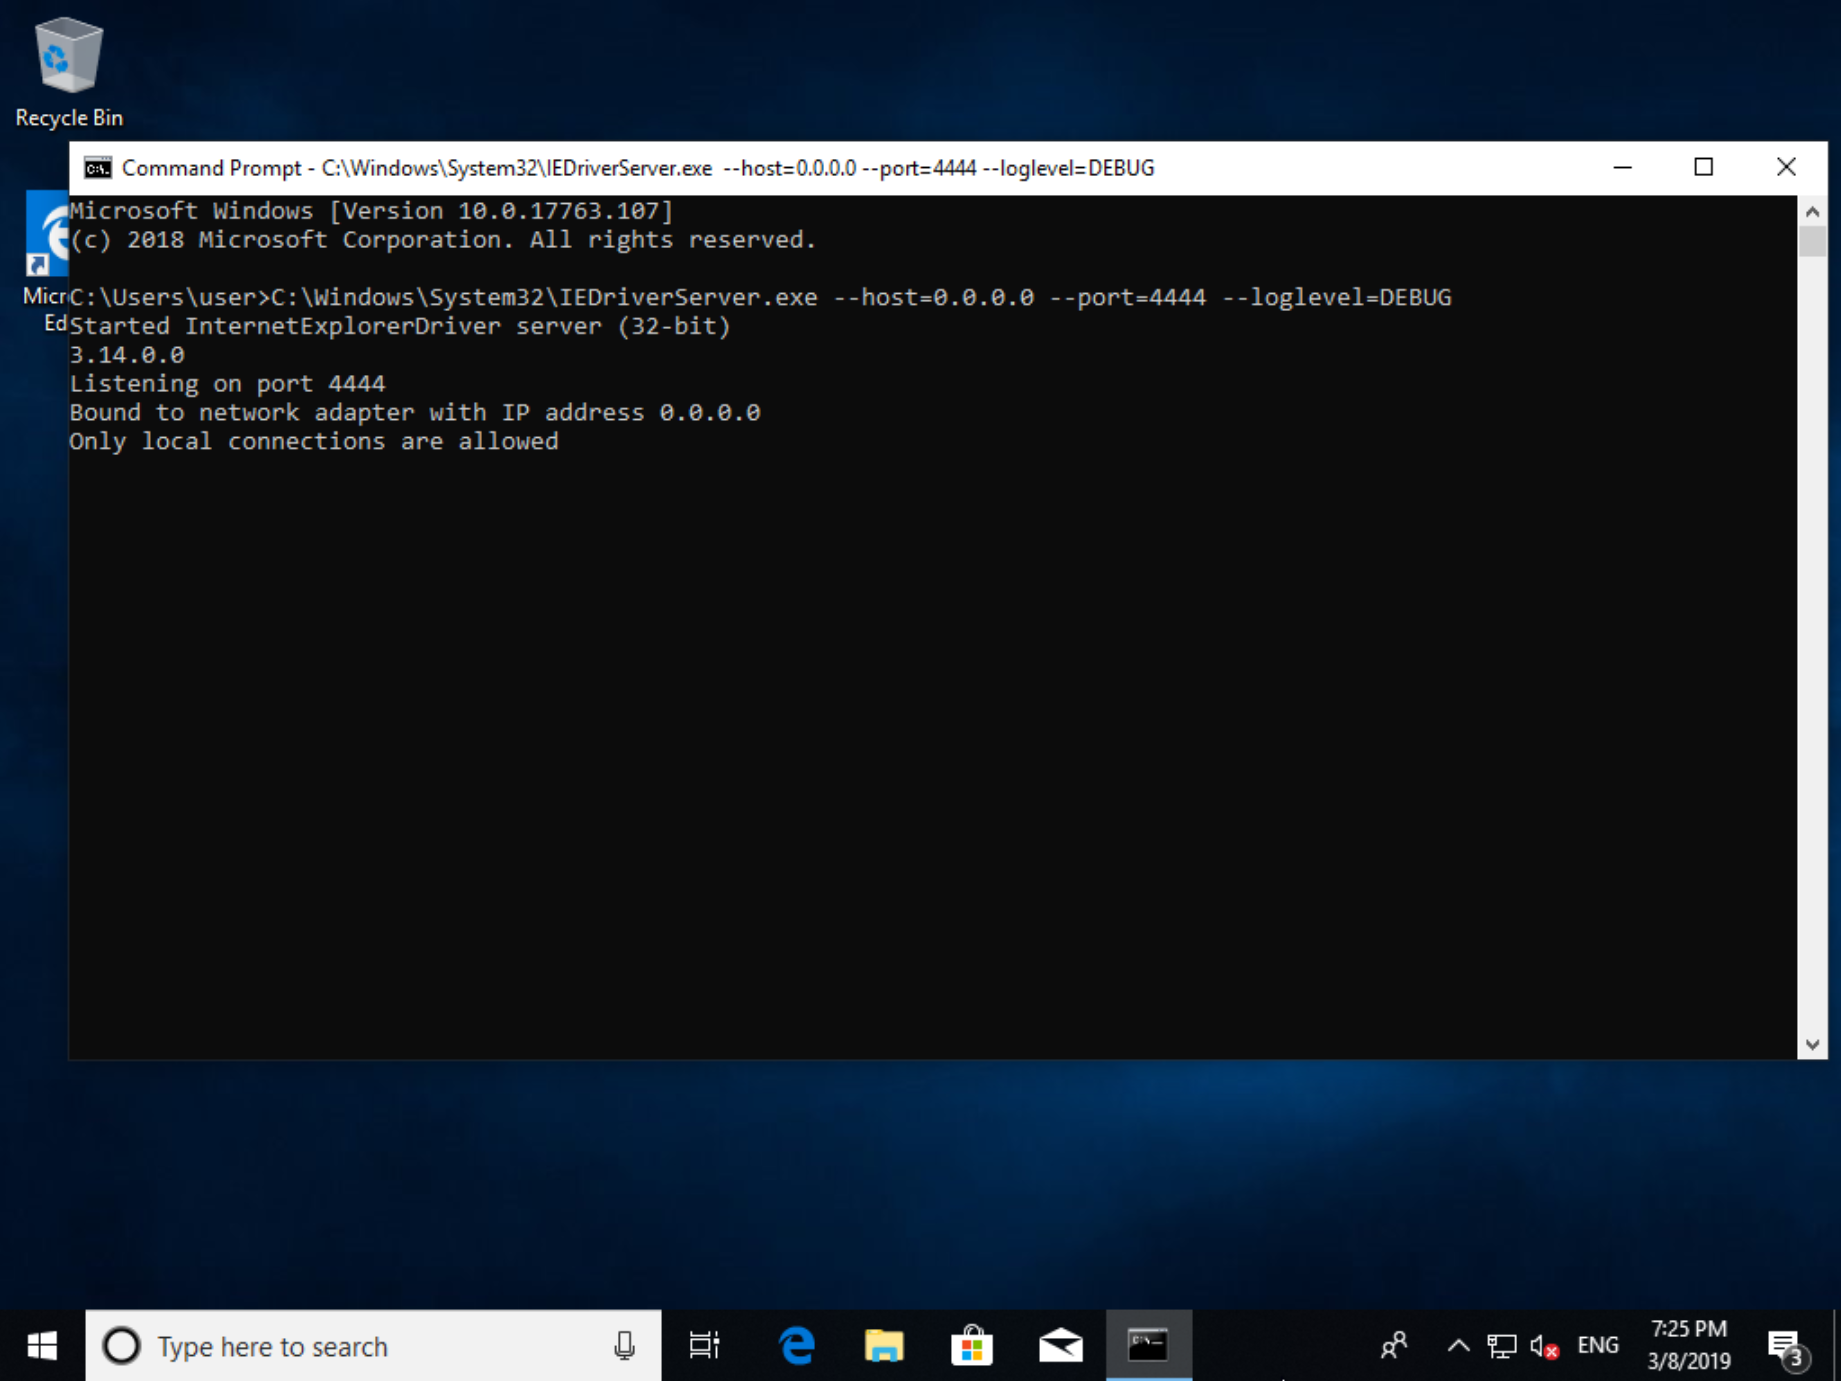 Recycle Bin
Command Prompt - C:\Windows\System32\IEDriverServer.exe  --host=0.0.0.0 --port=4444 --loglevel=DEBUG
Microsoft Windows [Version 10.0.17763.107]
(c) 2018 Microsoft Corporation. All rights reserved.
C:\Users\user>C:\Windows\System32\IEDriverServer.exe --host=0.0.0.0 --port=4444 --loglevel=DEBUG
Micr
Ed
Started InternetExplorerDriver server (32-bit)
3.14.0.0
Listening on port 4444
Bound to network adapter with IP address 0.0.0.0
Only local connections are allowed
Type here to search
ENG
7:25 PM
3/8/2019
3